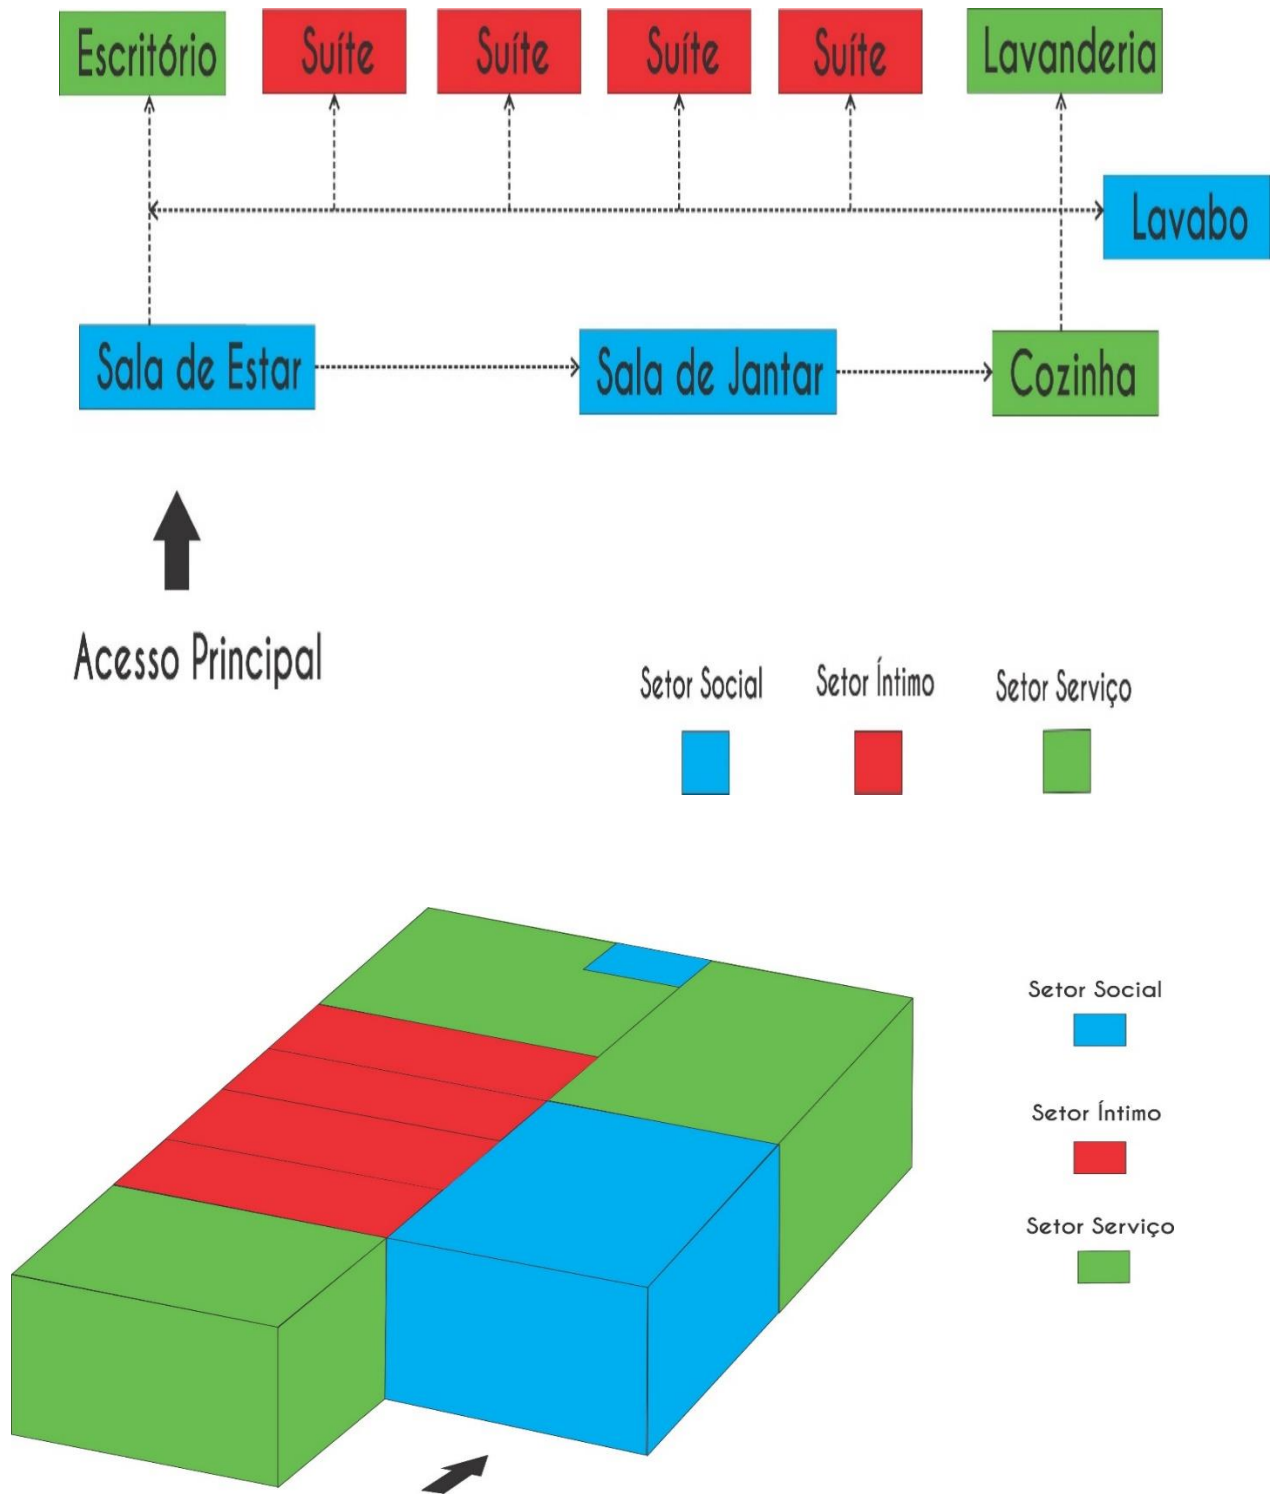 Escritório
Suíte
Suíte
Suíte
Suíte
Lavanderia
Lavabo
Sala de Estar
Sala de Jantar
Cozinha
Acesso Principal
Setor Social
Setor Íntimo
Setor Serviço
Setor Social
Setor Íntimo
Setor Serviço